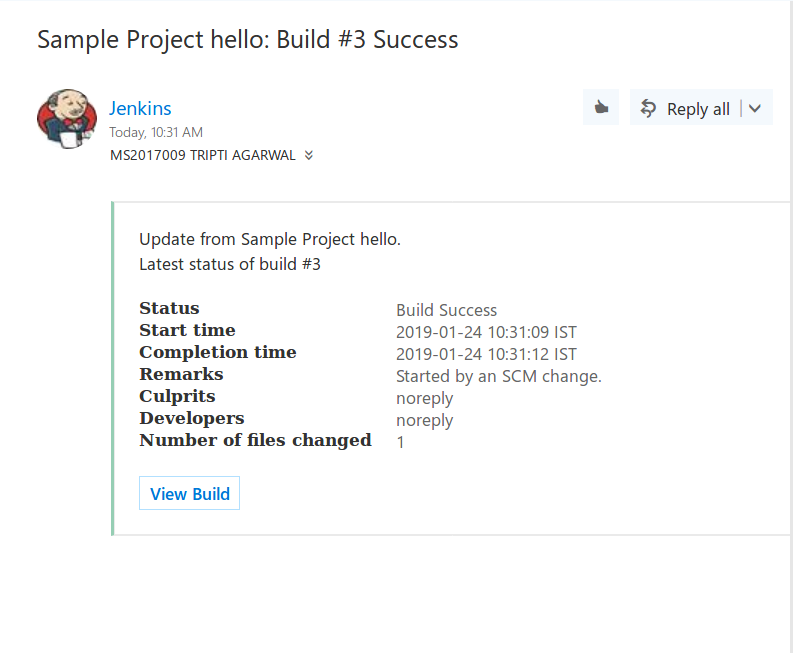 Sample Project hello: Build #3 Success
Jenkins
Reply all
Today, 10:31 AM
MS2017009 TRIPTI AGARWAL
Update from Sample Project hello.
Latest status of build #3
Status Build Success
Start time 2019-01-24 10:31:09 IST
Completion time 2019-01-24 10:31:12 IST
Remarks Started by an SCM change.
Culprits noreply
Developers noreply
Number of files changed 1
View Build